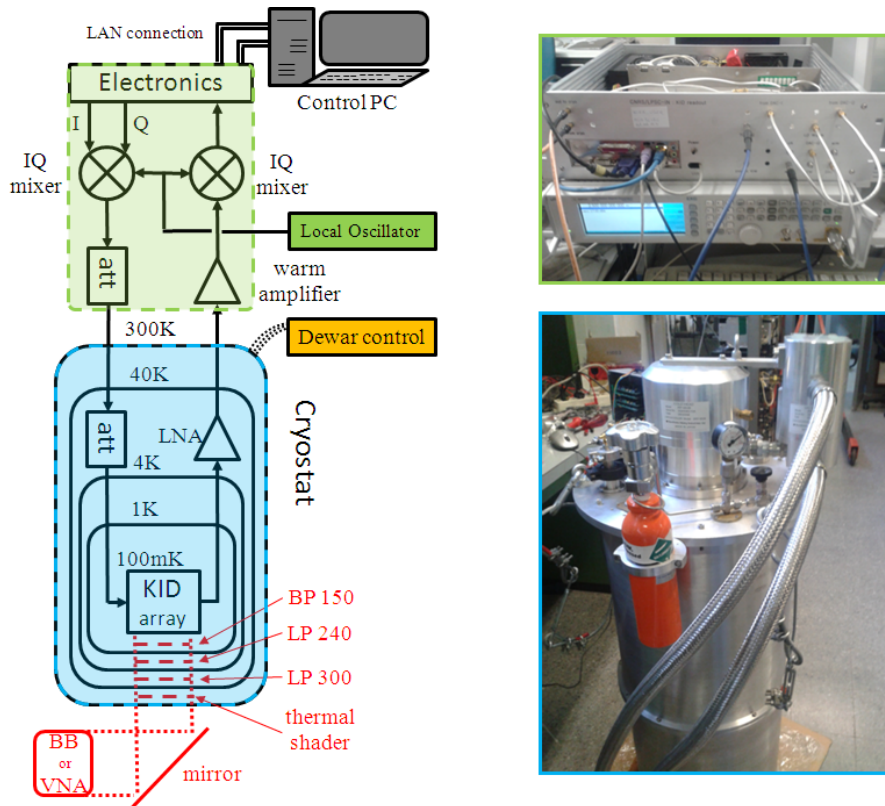 LAN connection
Electronics
Control PC
I
Q
IQ
mixer
IQ
mixer
Local Oscillator
att
warm
amplifier
300K
Dewar control
40K
Cryostat
att
LNA
4K
1K
100mK
KID
array
BP 150
LP 240
LP 300
thermal
shader
BB
or
VNA
mirror